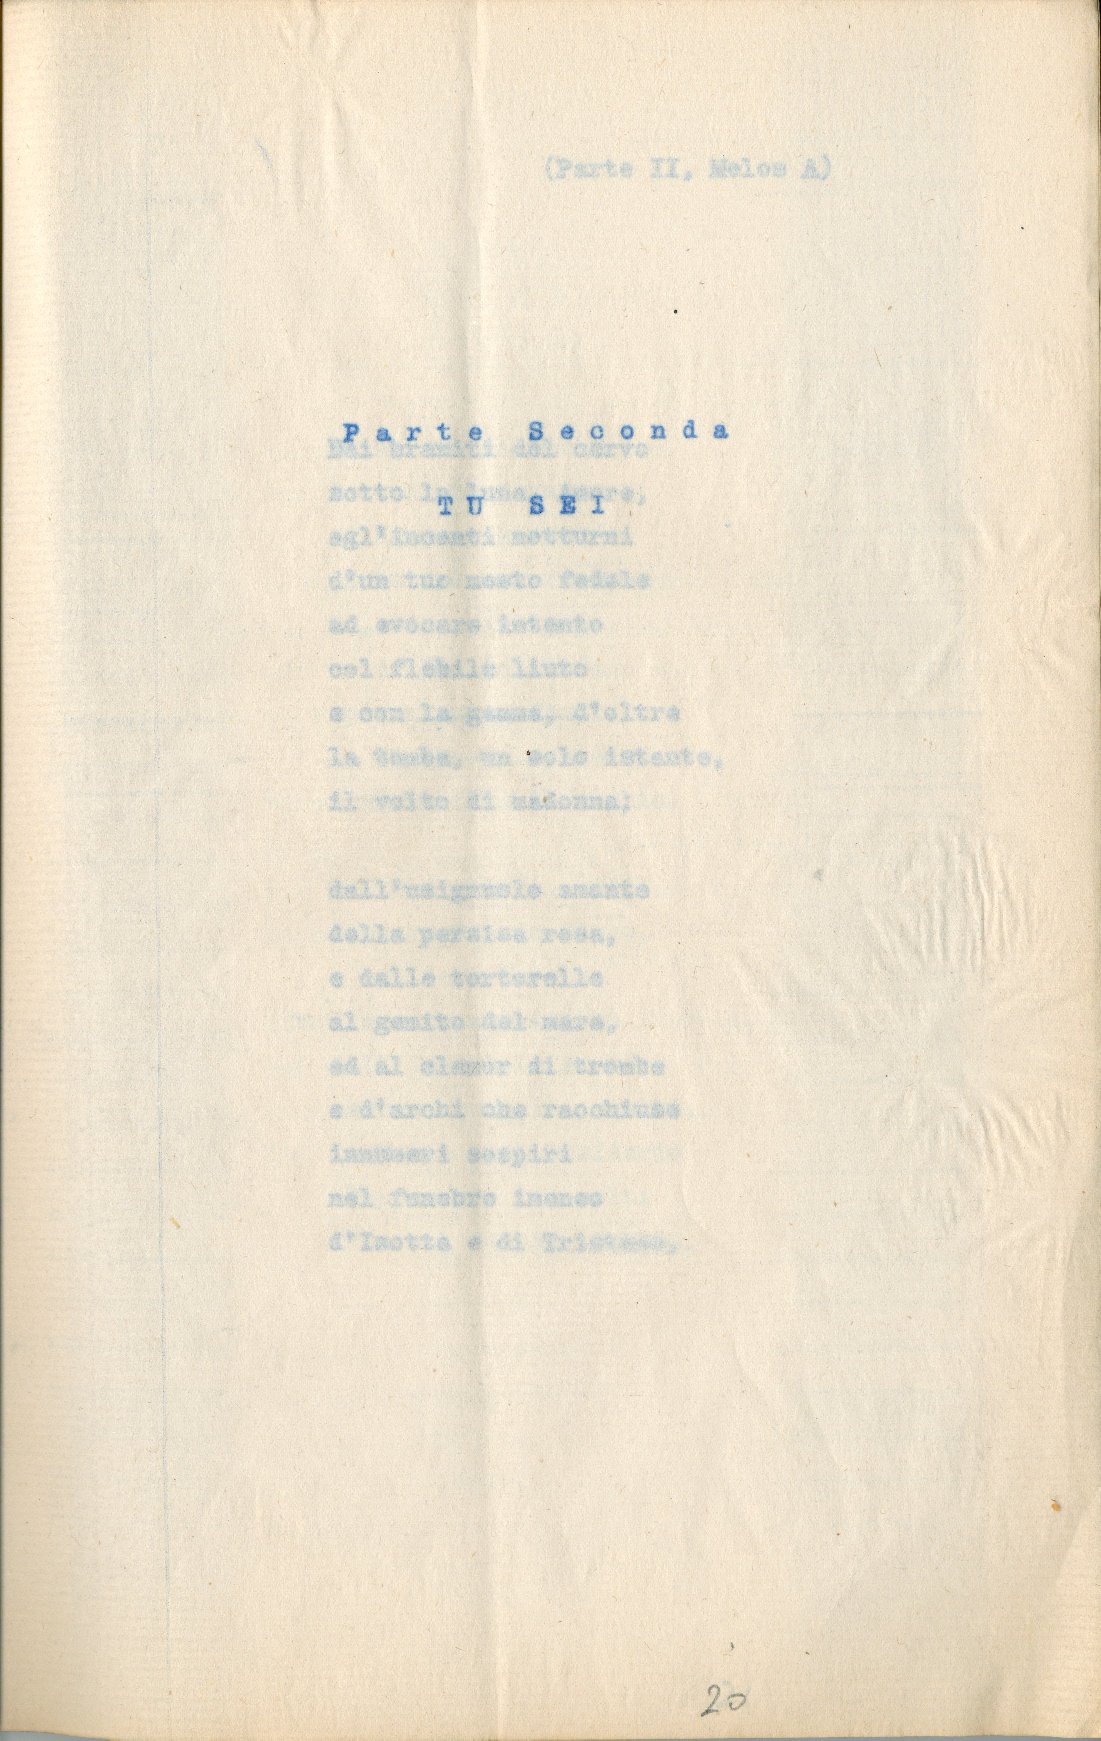 (Parte II, Melos A)
Parte Seconda
Dai bramiti del cervo
TU SEI
sotto la luna, amare,
agl'incanti notturni
d'un tuo mosto fedele
ad evocare intento
col flebile liuto
e con la gemma, d'oltre
la tomba, un solo istante,
il volto di madonna;
dall'usignuolo amante
della persica rosa,
e dalle tortorelle
al gemito del mare,
ed al clamor di trombe
e d'archi che racchiuse
innumeri sospiri
nel funebre imeneo
d'Isotta e di Tristano,
20